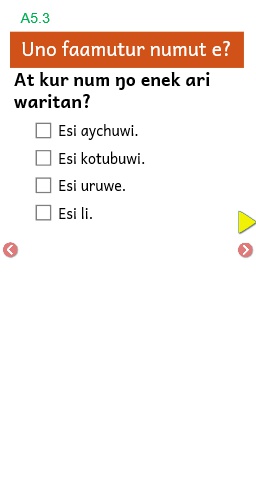 A5.3
Uno faamutur numut e?
At kur num ŋo enek ari
waritan?
Esi aychuwi.
Esi kotubuwi.
Esi uruwe.
Esi li.